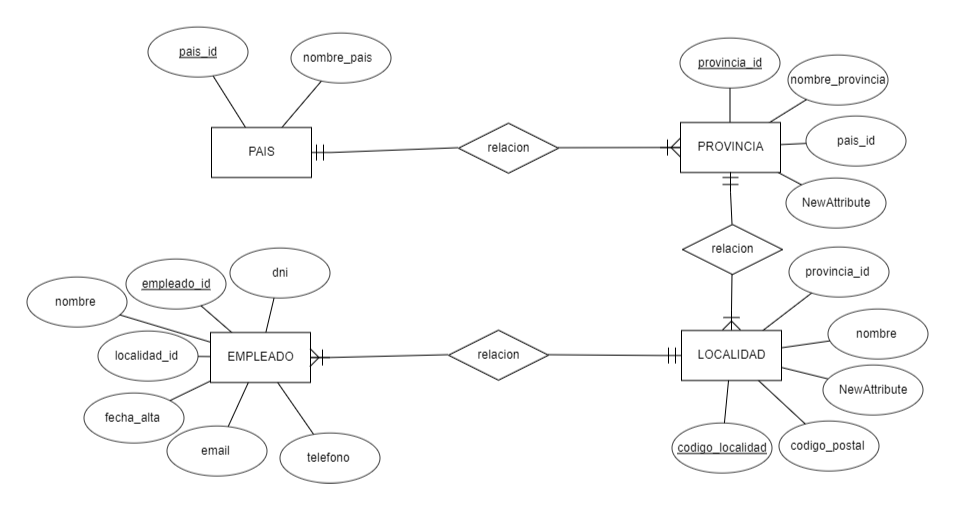 pais_id
nombre_pais
provincia_id
nombre_provincia
PAIS
relacion
PROVINCIA
pais_id
NewAttribute
relacion
dni
provincia_id
empleado_id
nombre
nombre
localidad_id
EMPLEADO
relacion
LOCALIDAD
NewAttribute
fecha_alta
email
telefono
codigo_localidad
codigo_postal